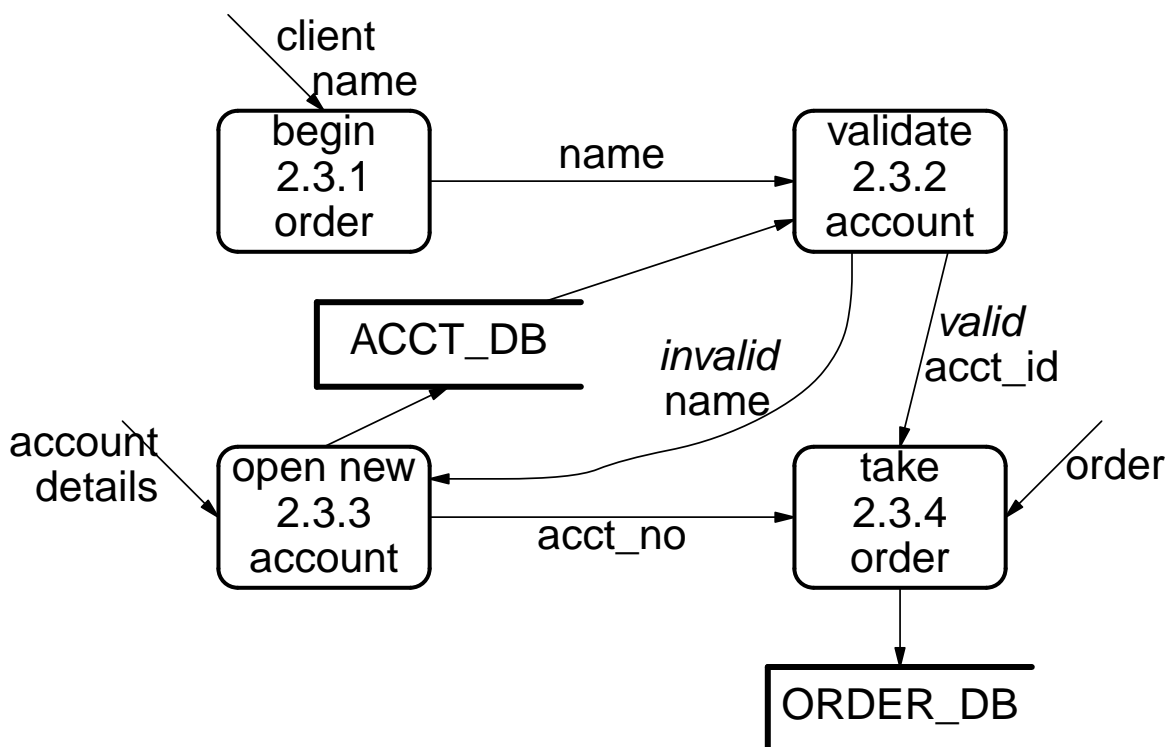 client
name
begin
2.3.1
order
name
validate
2.3.2
account
ACCT_DB
invalid
name
valid
acct_id
account
details
open new
2.3.3
account
acct_no
take
2.3.4
order
order
ORDER_DB